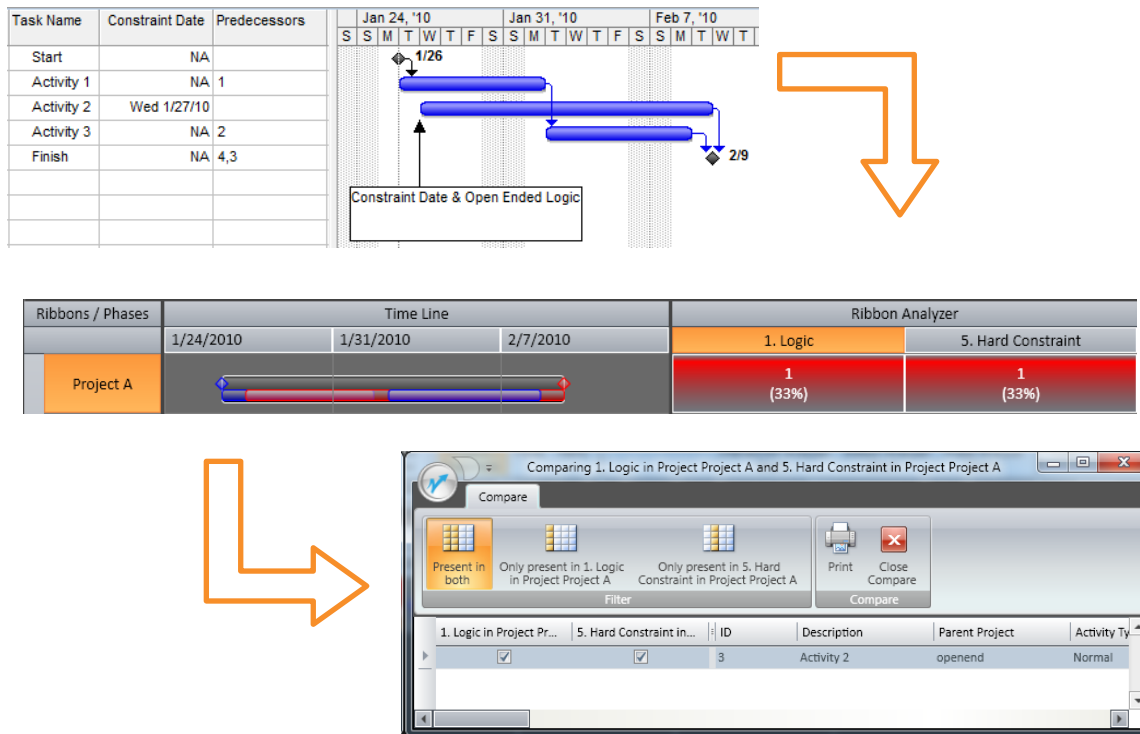 Task Name Constraint Date Predecessors Jan 24, '10 Jan 31, '10 Feb 7, '10
S S M T W T F S S M T W T F S S M T W T
Start NA 1/26
Activity 1 NA 1
Activity 2 Wed 1/27/10
Activity 3 NA 2
Finish NA 4,3 2/9
Constraint Date & Open Ended Logic
Ribbons / Phases Time Line Ribbon Analyzer
1/24/2010 1/31/2010 2/7/2010 1. Logic 5. Hard Constraint
Project A 1 1
(33%) (33%)
Comparing 1. Logic in Project Project A and 5. Hard Constraint in Project Project A
Compare
Present in Only present in 1. Logic Only present in 5. Hard Print Close
both in Project Project A Constraint in Project Project A Compare
Filter Compare
1. Logic in Project Pr... 5. Hard Constraint in... ID Description Parent Project Activity Ty
3 Activity 2 openend Normal